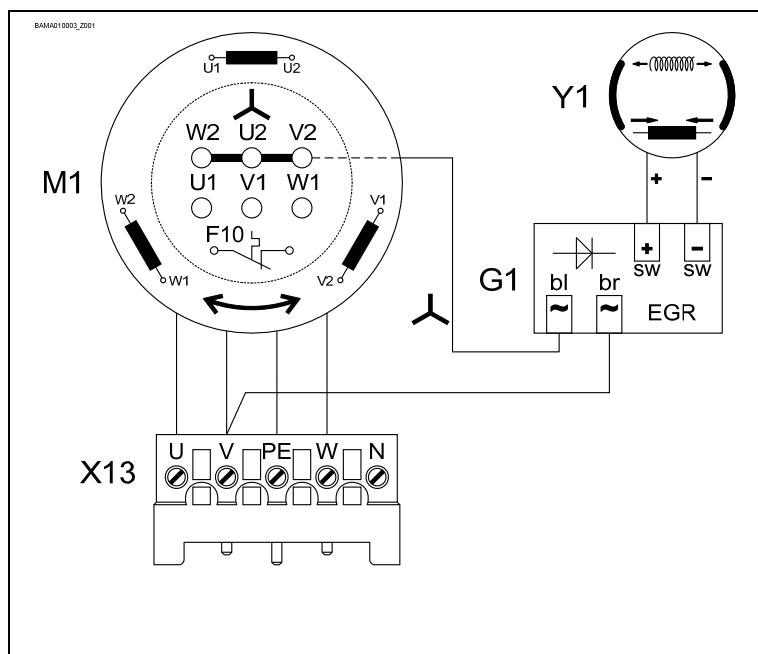 BAMA010003_Z001
U1 U2
Y1
W2 U2 V2
M1
U1 V1 W1
W2
V1
F10
W1
V2
+ -
G1
+ -
sw sw
bl br
~ ~
EGR
X13
U V PE W N